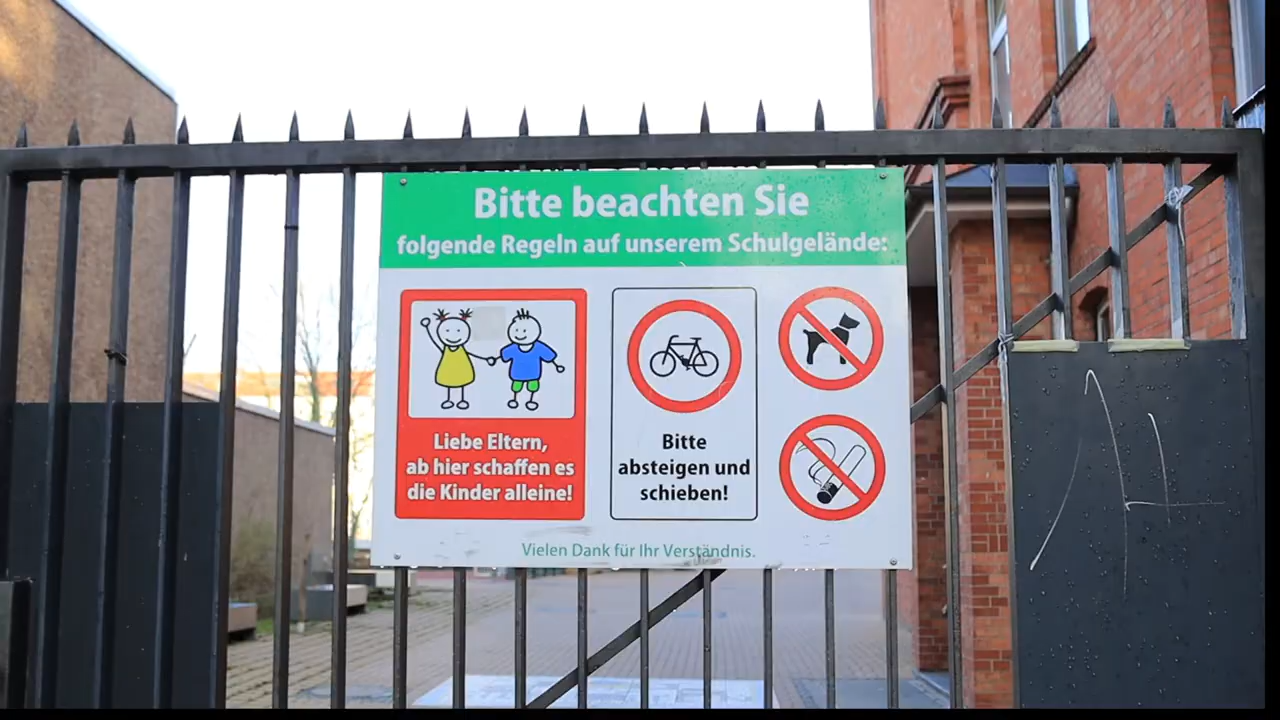 Bitte beachten Sie
folgende Regeln auf unserem Schulgelände:
Liebe Eltern,
ab hier schaffen es
die Kinder alleine!
Bitte
absteigen und
schieben!
Vielen Dank für Ihr Verständnis.